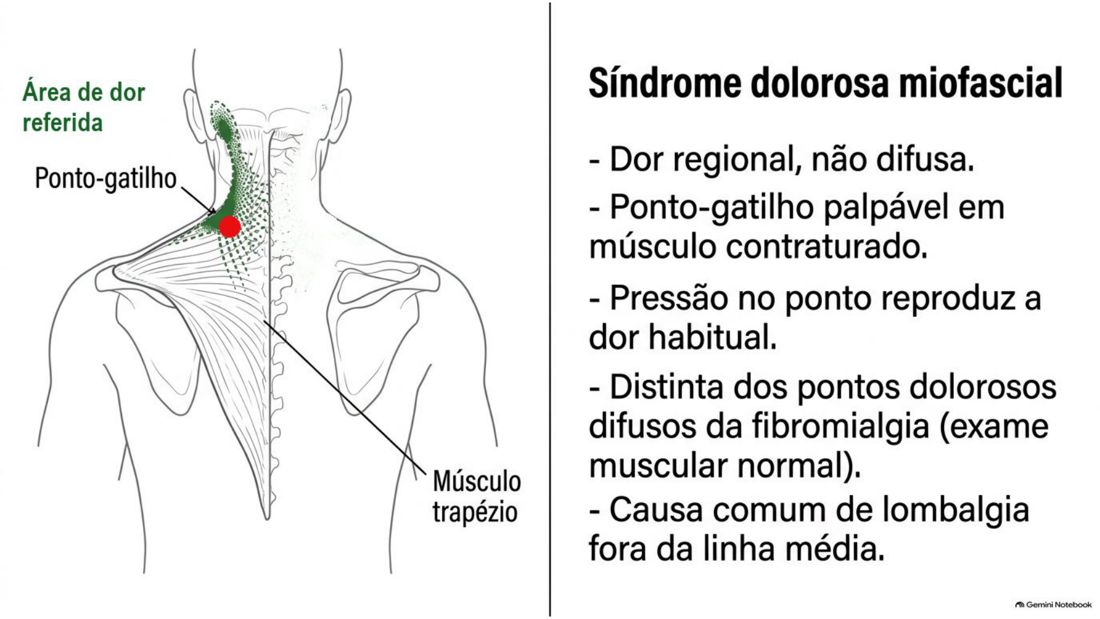 Área de dor
referida
Ponto-gatilho
Músculo
trapézio
Síndrome dolorosa miofascial
- Dor regional, não difusa.
- Ponto-gatilho palpável em
músculo contraturado.
- Pressão no ponto reproduz a
dor habitual.
- Distinta dos pontos dolorosos
difusos da fibromialgia (exame
muscular normal).
- Causa comum de lombalgia
fora da linha média.
Gemini Notebook